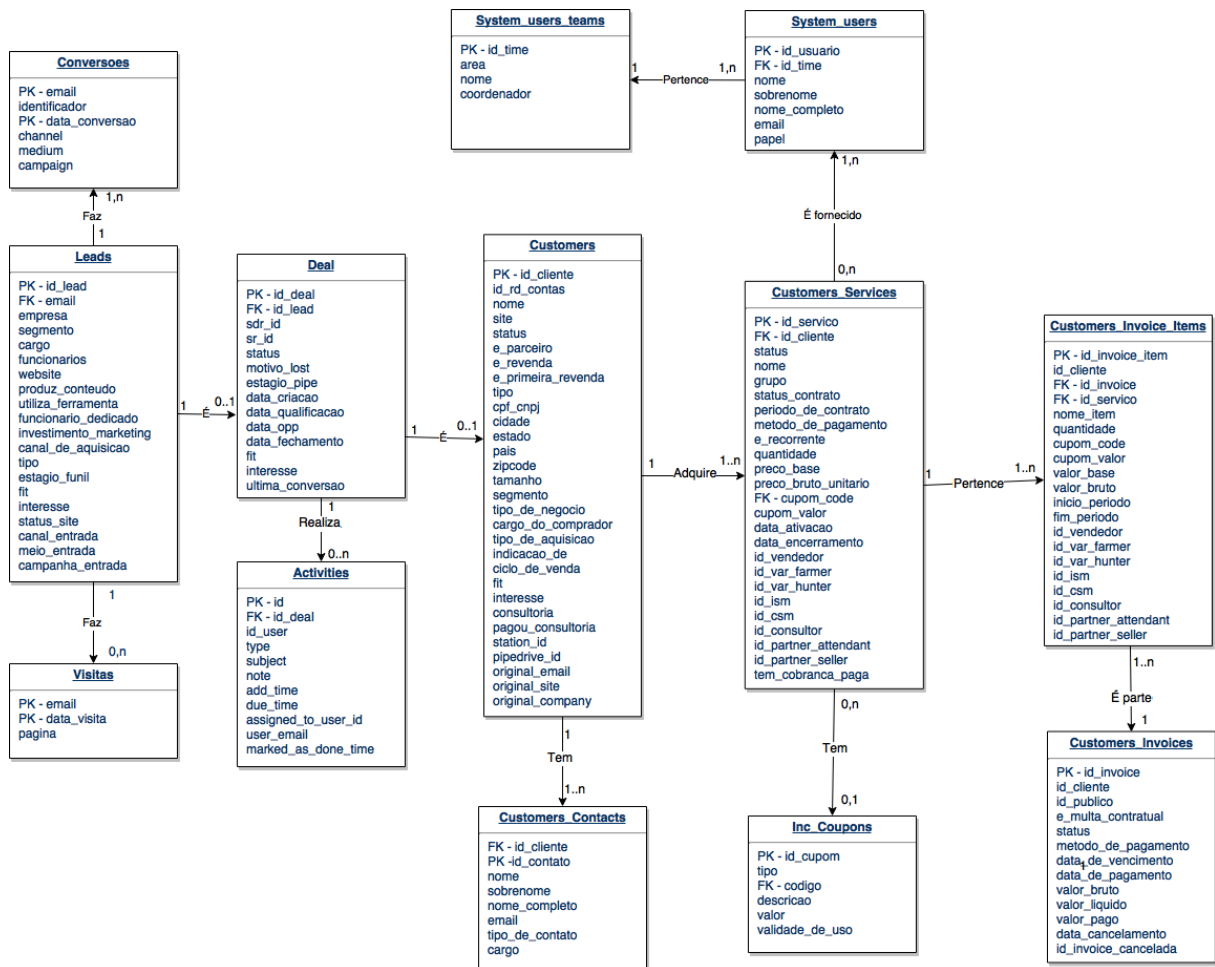 System_users_teams
PK - id_time
area
nome
coordenador
1
Pertence
1,n
System_users
PK - id_usuario
FK - id_time
nome
sobrenome
nome_completo
email
papel
1,n
É fornecido
0,n
Conversoes
PK - email
identificador
PK - data_conversao
channel
medium
campaign
1,n
Faz
1
Leads
PK - id_lead
FK - email
empresa
segmento
cargo
funcionarios
website
produz_conteudo
utiliza_ferramenta
funcionario_dedicado
investimento_marketing
canal_de_aquisicao
tipo
estagio_funil
fit
interesse
status_site
canal_entrada
meio_entrada
campanha_entrada
1
Faz
0,n
Visitas
PK - email
PK - data_visita
pagina
1
É
0..1
Deal
PK - id_deal
FK - id_lead
sdr_id
sr_id
status
motivo_lost
estagio_pipe
data_criacao
data_qualificacao
data_opp
data_fechamento
fit
interesse
ultima_conversao
1
Realiza
0..n
Activities
PK - id
FK - id_deal
id_user
type
subject
note
add_time
due_time
assigned_to_user_id
user_email
marked_as_done_time
1
É
0..1
Customers
PK - id_cliente
id_rd_contas
nome
site
status
e_parceiro
e_revenda
e_primeira_revenda
tipo
cpf_cnpj
cidade
estado
pais
zipcode
tamanho
segmento
tipo_de_negocio
cargo_do_comprador
tipo_de_aquisicao
indicacao_de
ciclo_de_venda
fit
interesse
consultoria
pagou_consultoria
station_id
pipedrive_id
original_email
original_site
original_company
1
Tem
1..n
Customers_Contacts
FK - id_cliente
PK -id_contato
nome
sobrenome
nome_completo
email
tipo_de_contato
cargo
1
Adquire
1..n
Customers_Services
PK - id_servico
FK - id_cliente
status
nome
grupo
status_contrato
periodo_de_contrato
metodo_de_pagamento
e_recorrente
quantidade
preco_base
preco_bruto_unitario
FK - cupom_code
cupom_valor
data_ativacao
data_encerramento
id_vendedor
id_var_farmer
id_var_hunter
id_ism
id_csm
id_consultor
id_partner_attendant
id_partner_seller
tem_cobranca_paga
0,n
Tem
0,1
Inc_Coupons
PK - id_cupom
tipo
FK - codigo
descricao
valor
validade_de_uso
1
Pertence
1..n
Customers_Invoice_Items
PK - id_invoice_item
id_cliente
FK - id_invoice
FK - id_servico
nome_item
quantidade
cupom_code
cupom_valor
valor_base
valor_bruto
inicio_periodo
fim_periodo
id_vendedor
id_var_farmer
id_var_hunter
id_ism
id_csm
id_consultor
id_partner_attendant
id_partner_seller
1..n
É parte
1
Customers_Invoices
PK - id_invoice
id_cliente
id_publico
e_multa_contratual
status
metodo_de_pagamento
data_de_vencimento
data_de_pagamento
valor_bruto
valor_liquido
valor_pago
data_cancelamento
id_invoice_cancelada